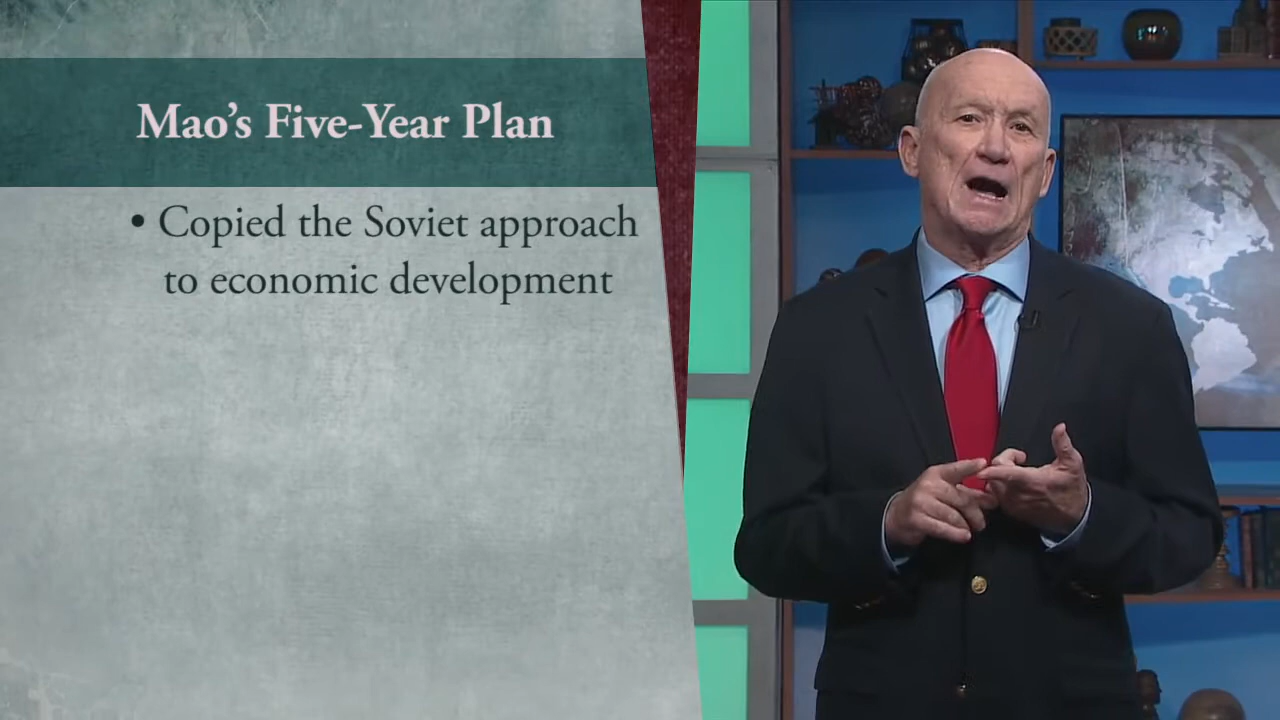 Mao’s Five-Year Plan
• Copied the Soviet approach
to economic development